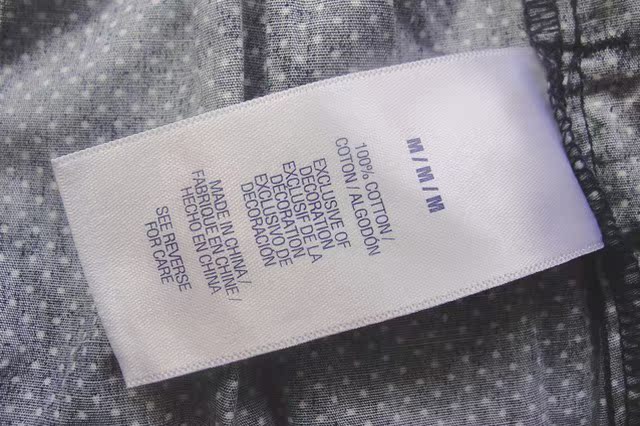 M / M / M
100% COTTON /
COTON / ALGODÓN
EXCLUSIVE OF
DECORATION
EXCLUSIF DE LA
DÉCORATION
EXCLUSIVO DE
DECORACIÓN
MADE IN CHINA /
FABRIQUE EN CHINE /
HECHO EN CHINA
SEE REVERSE
FOR CARE